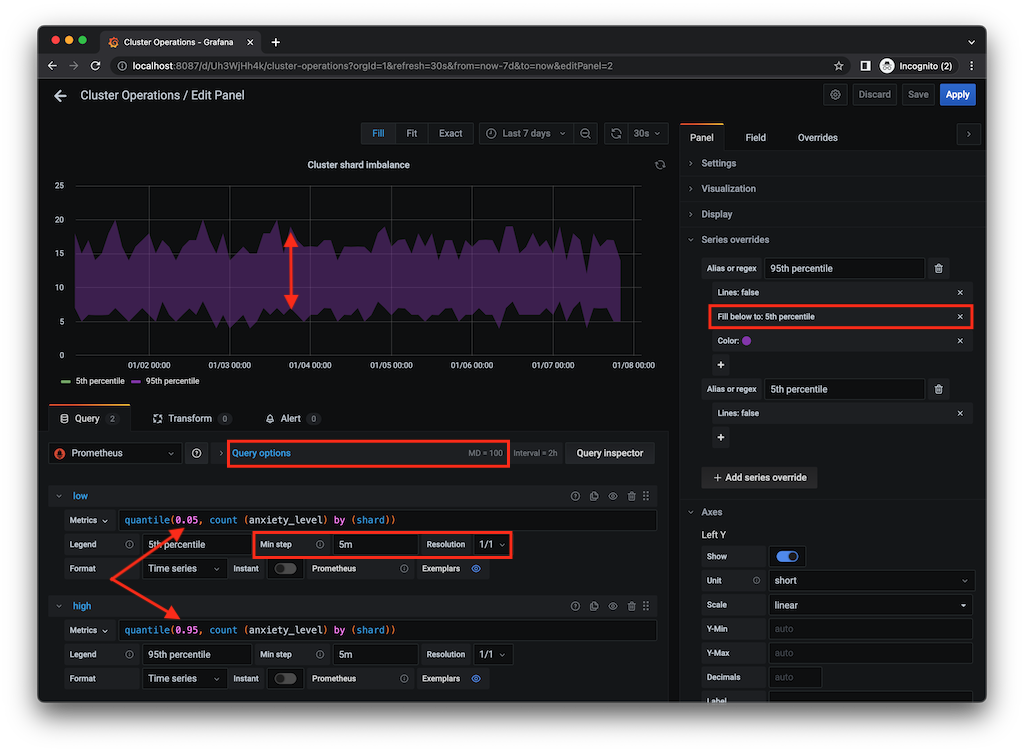 Cluster Operations - Grafana
localhost:8087/d/Uh3WjHh4k/cluster-operations?orgId=1&refresh=30s&from=now-7d&to=now&editPanel=2
Incognito (2)
Cluster Operations / Edit Panel
Discard
Save
Apply
Fill
Fit
Exact
Last 7 days
30s
Cluster shard imbalance
25
20
15
10
5
0
01/02 00:00
01/03 00:00
01/04 00:00
01/05 00:00
01/06 00:00
01/07 00:00
01/08 00:00
5th percentile
95th percentile
Query 2
Transform 0
Alert 0
Prometheus
Query options
MD = 100
Interval = 2h
Query inspector
low
Metrics
quantile(0.05, count (anxiety_level) by (shard))
Legend
5th percentile
Min step
5m
Resolution
1/1
Format
Time series
Instant
Prometheus
Exemplars
high
Metrics
quantile(0.95, count (anxiety_level) by (shard))
Legend
95th percentile
Min step
5m
Resolution
1/1
Format
Time series
Instant
Prometheus
Exemplars
Panel
Field
Overrides
Settings
Visualization
Display
Series overrides
Alias or regex
95th percentile
Lines: false
Fill below to: 5th percentile
Color:
Alias or regex
5th percentile
Lines: false
+ Add series override
Axes
Left Y
Show
Unit
short
Scale
linear
Y-Min
auto
Y-Max
auto
Decimals
auto
Label